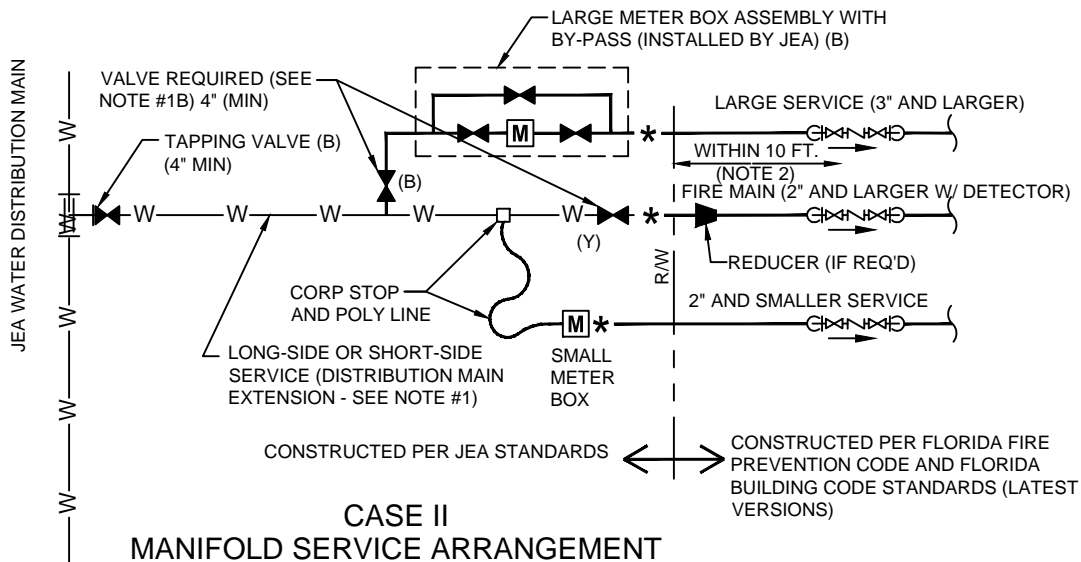 LARGE METER BOX ASSEMBLY WITH
BY-PASS (INSTALLED BY JEA) (B)
VALVE REQUIRED (SEE
NOTE #1B) 4" (MIN)
TAPPING VALVE (B)
(4" MIN)
JEA WATER DISTRIBUTION MAIN
M
*
LARGE SERVICE (3" AND LARGER)
WITHIN 10 FT.
(NOTE 2)
(B)
FIRE MAIN (2" AND LARGER W/ DETECTOR)
W
W
W
W
W
W
W
*
(Y)
R/W
REDUCER (IF REQ'D)
CORP STOP
AND POLY LINE
2" AND SMALLER SERVICE
W
M
*
SMALL
METER
BOX
LONG-SIDE OR SHORT-SIDE
SERVICE (DISTRIBUTION MAIN
EXTENSION - SEE NOTE #1)
W
CONSTRUCTED PER JEA STANDARDS
CONSTRUCTED PER FLORIDA FIRE
PREVENTION CODE AND FLORIDA
BUILDING CODE STANDARDS (LATEST
VERSIONS)
W
CASE II
MANIFOLD SERVICE ARRANGEMENT